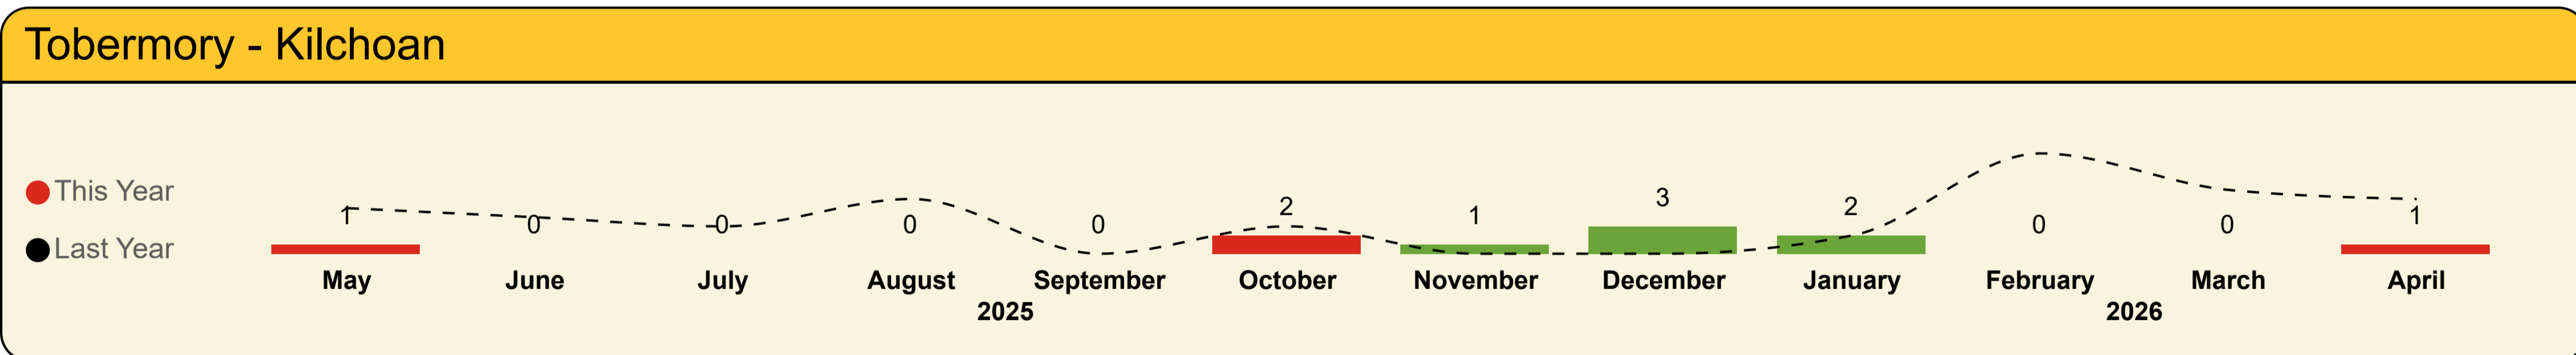 Tobermory - Kilchoan
This Year
Last Year
1 0 0 0 0 2 1 3 2 0 0 1
May June July August September October November December January February March April
2025 2026